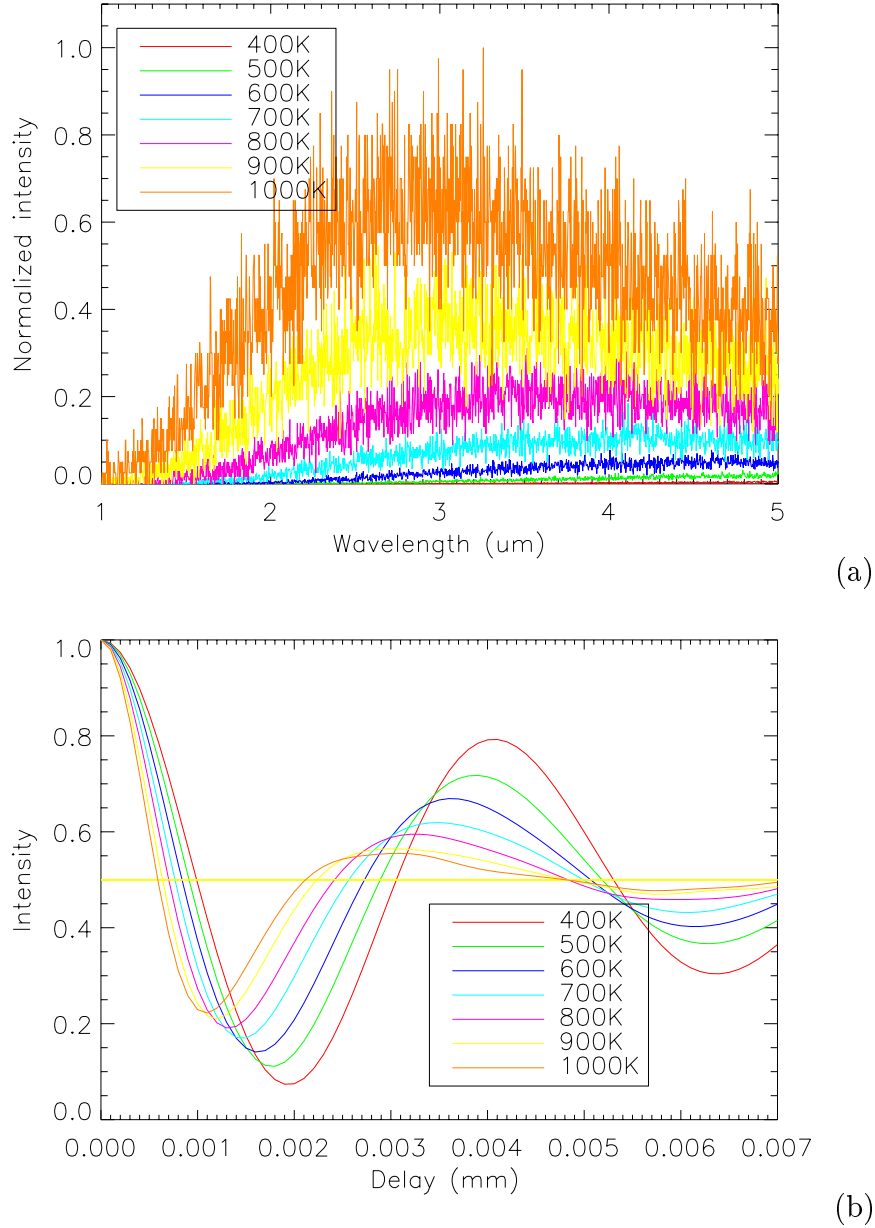 1.0
0.8
0.6
0.4
0.2
0.0
Normalized intensity
400K
500K
600K
700K
800K
900K
1000K
1 2 3 4 5
Wavelength (um)
(a)
1.0
0.8
0.6
0.4
0.2
0.0
Intensity
400K
500K
600K
700K
800K
900K
1000K
0.000 0.001 0.002 0.003 0.004 0.005 0.006 0.007
Delay (mm)
(b)